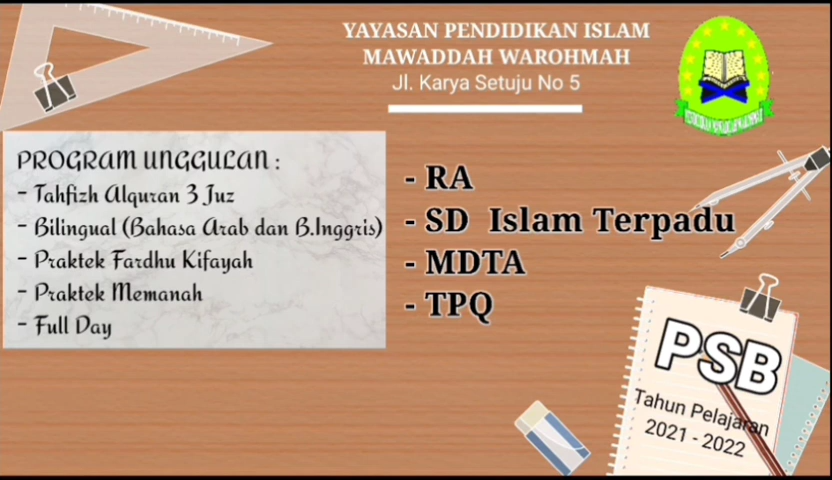 YAYASAN PENDIDIKAN ISLAM
MAWADDAH WAROHMAH
Jl. Karya Setuju No 5
PROGRAM UNGGULAN :
- Tahfizh Alquran 3 Juz
- Bilingual (Bahasa Arab dan B.Inggris)
- Praktek Fardhu Kifayah
- Praktek Memanah
- Full Day
- RA
- SD Islam Terpadu
- MDTA
- TPQ
PSB
Tahun Pelajaran
2021 - 2022